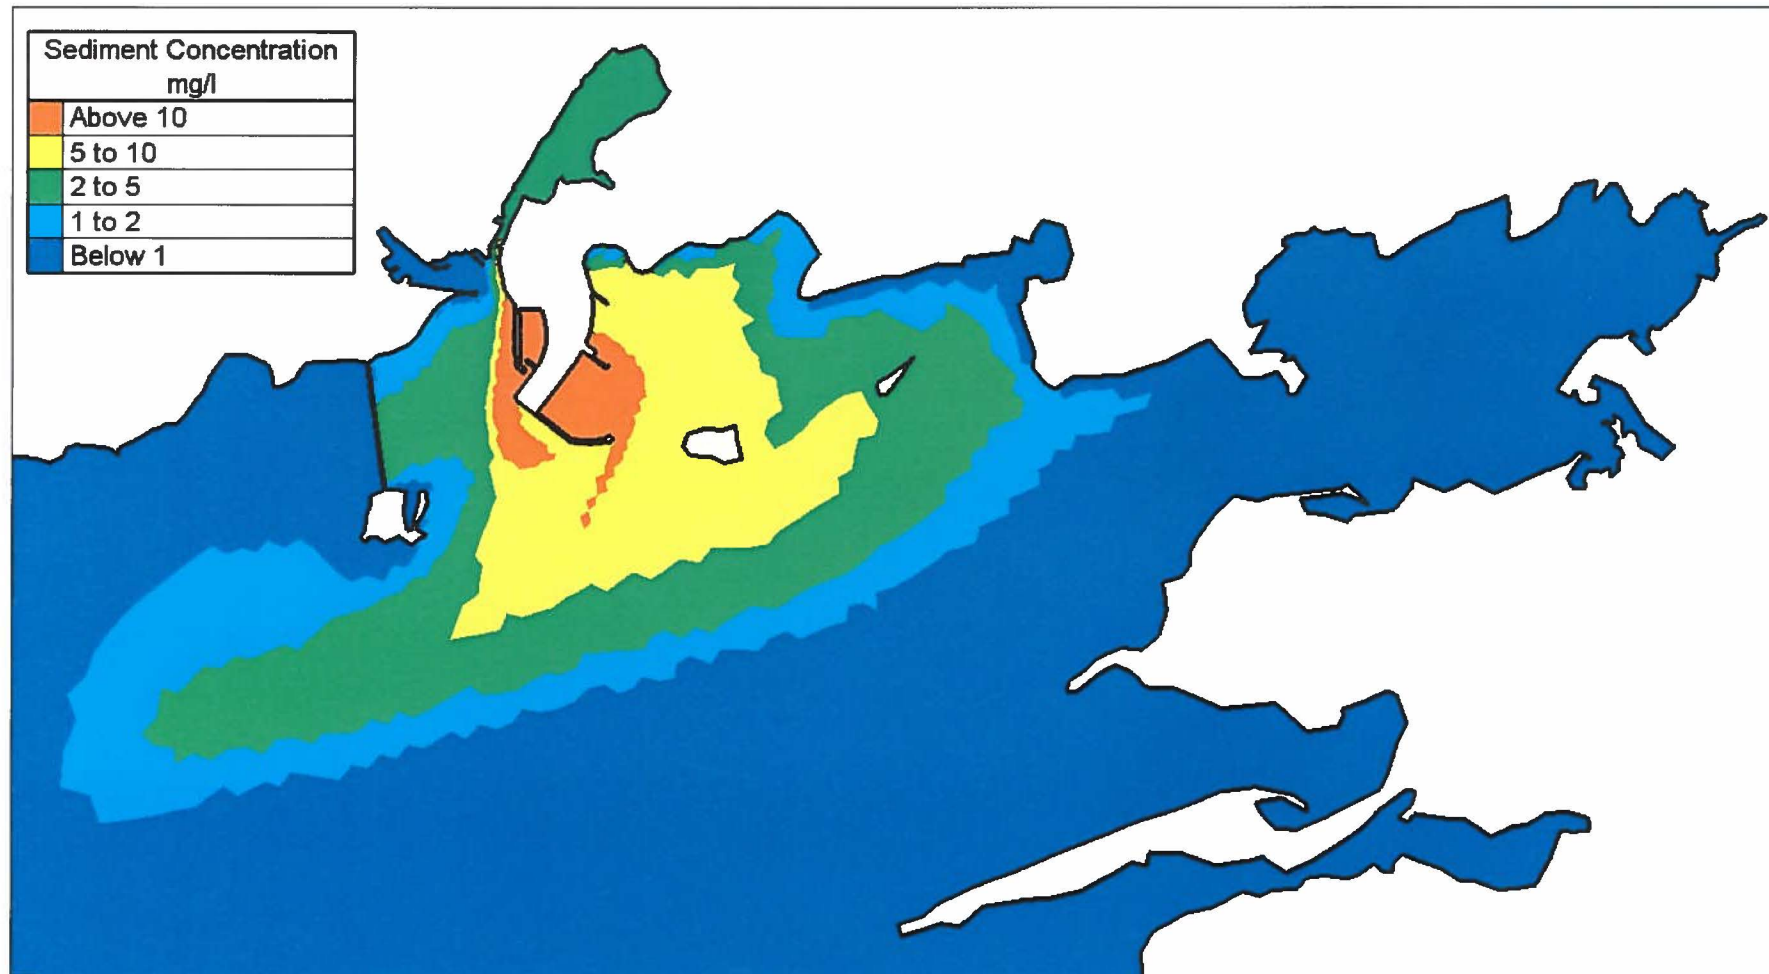 Sediment Concentration
mg/l
Above 10
5 to 10
2 to 5
1 to 2
Below 1